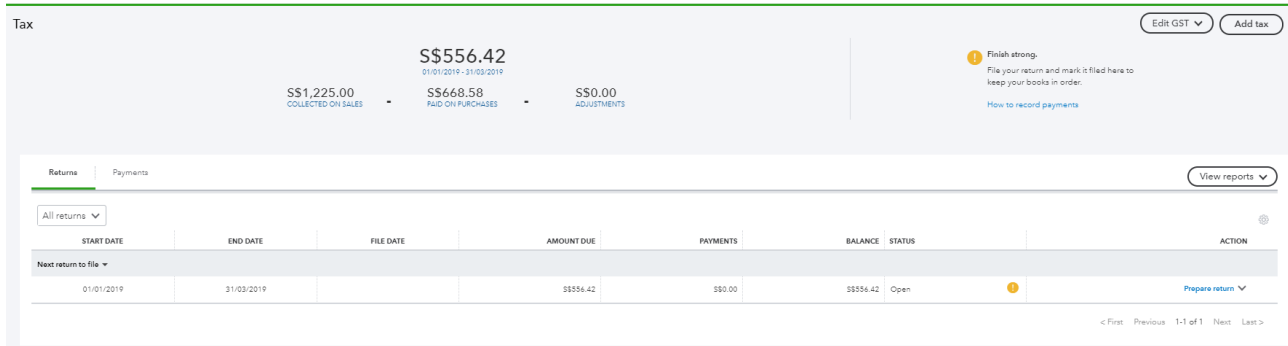 Tax
Edit GST
Add tax
S$556.42
01/01/2019 - 31/03/2019
S$1,225.00 - S$668.58 - S$0.00
COLLECTED ON SALES PAID ON PURCHASES ADJUSTMENTS
Finish strong.
File your return and mark it filed here to
keep your books in order.
How to record payments
Returns Payments
View reports
All returns
START DATE END DATE FILE DATE AMOUNT DUE PAYMENTS BALANCE STATUS ACTION
Next return to file
01/01/2019 31/03/2019 S$556.42 S$0.00 S$556.42 Open Prepare return
< First Previous 1-1 of 1 Next Last >